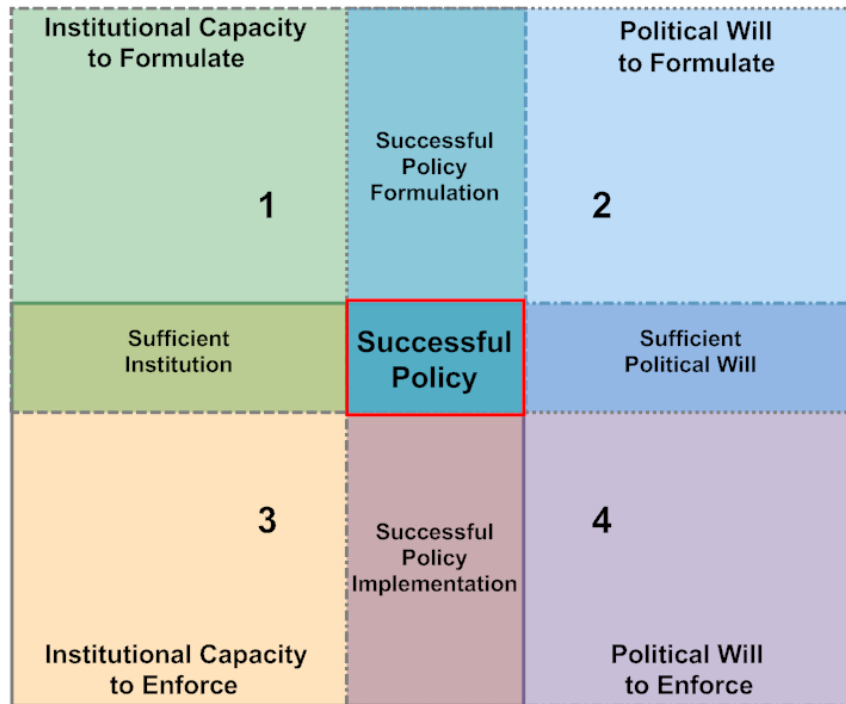 Institutional Capacity
to Formulate
Political Will
to Formulate
Successful
Policy
Formulation
1
2
Sufficient
Institution
Successful
Policy
Sufficient
Political Will
3
4
Successful
Policy
Implementation
Institutional Capacity
to Enforce
Political Will
to Enforce